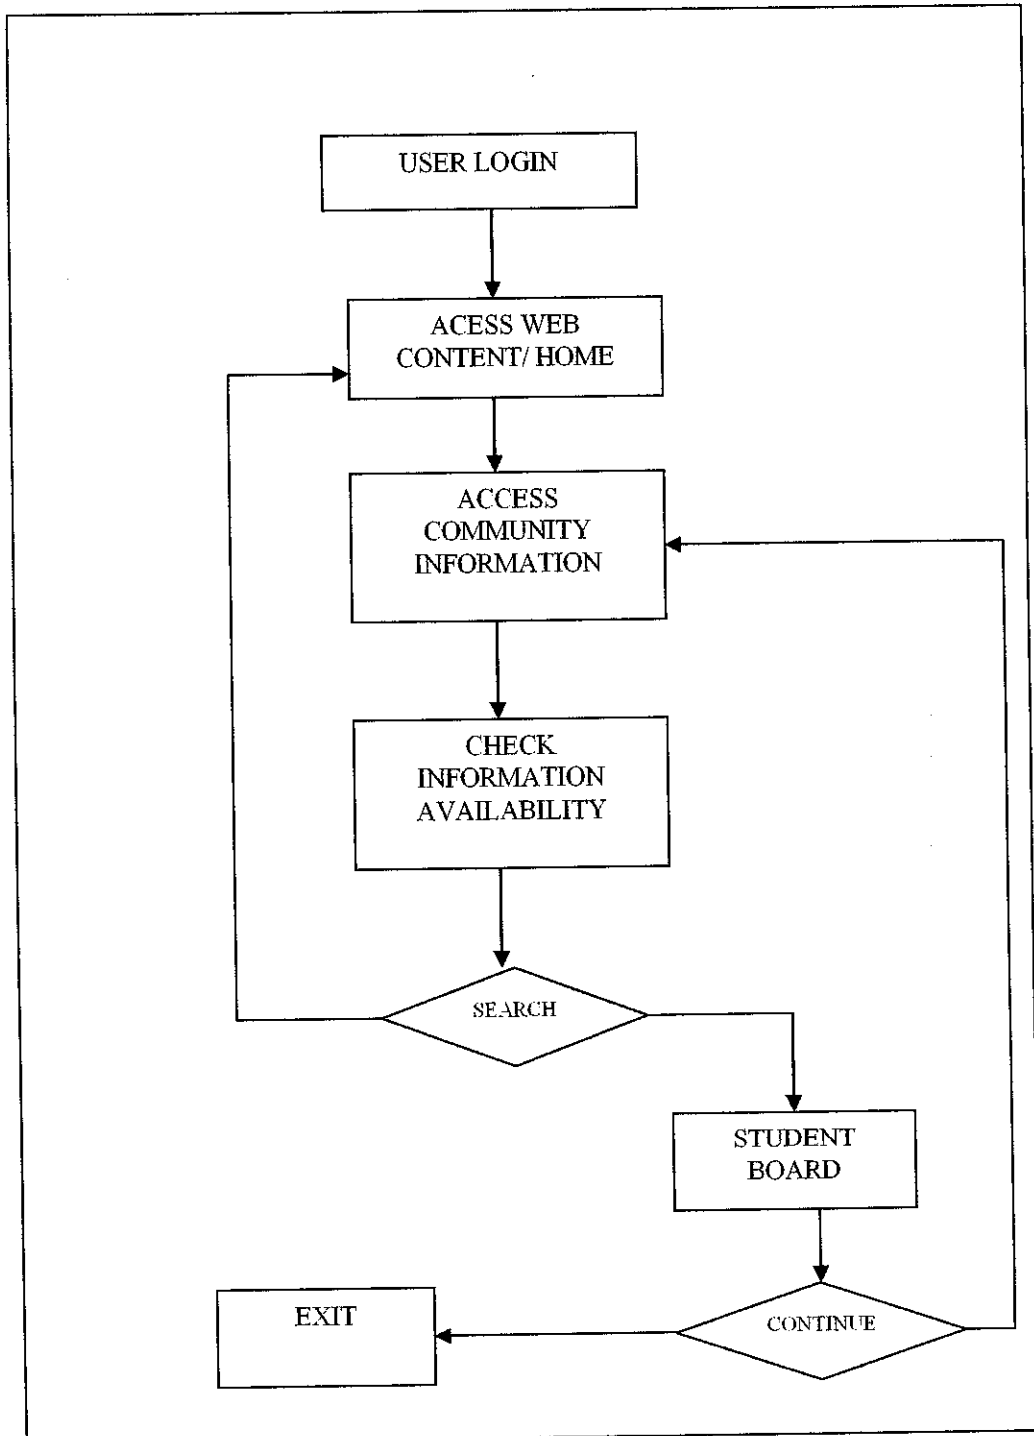 USER LOGIN
ACESS WEB
CONTENT/ HOME
ACCESS
COMMUNITY
INFORMATION
CHECK
INFORMATION
AVAILABILITY
SEARCH
STUDENT
BOARD
EXIT
CONTINUE